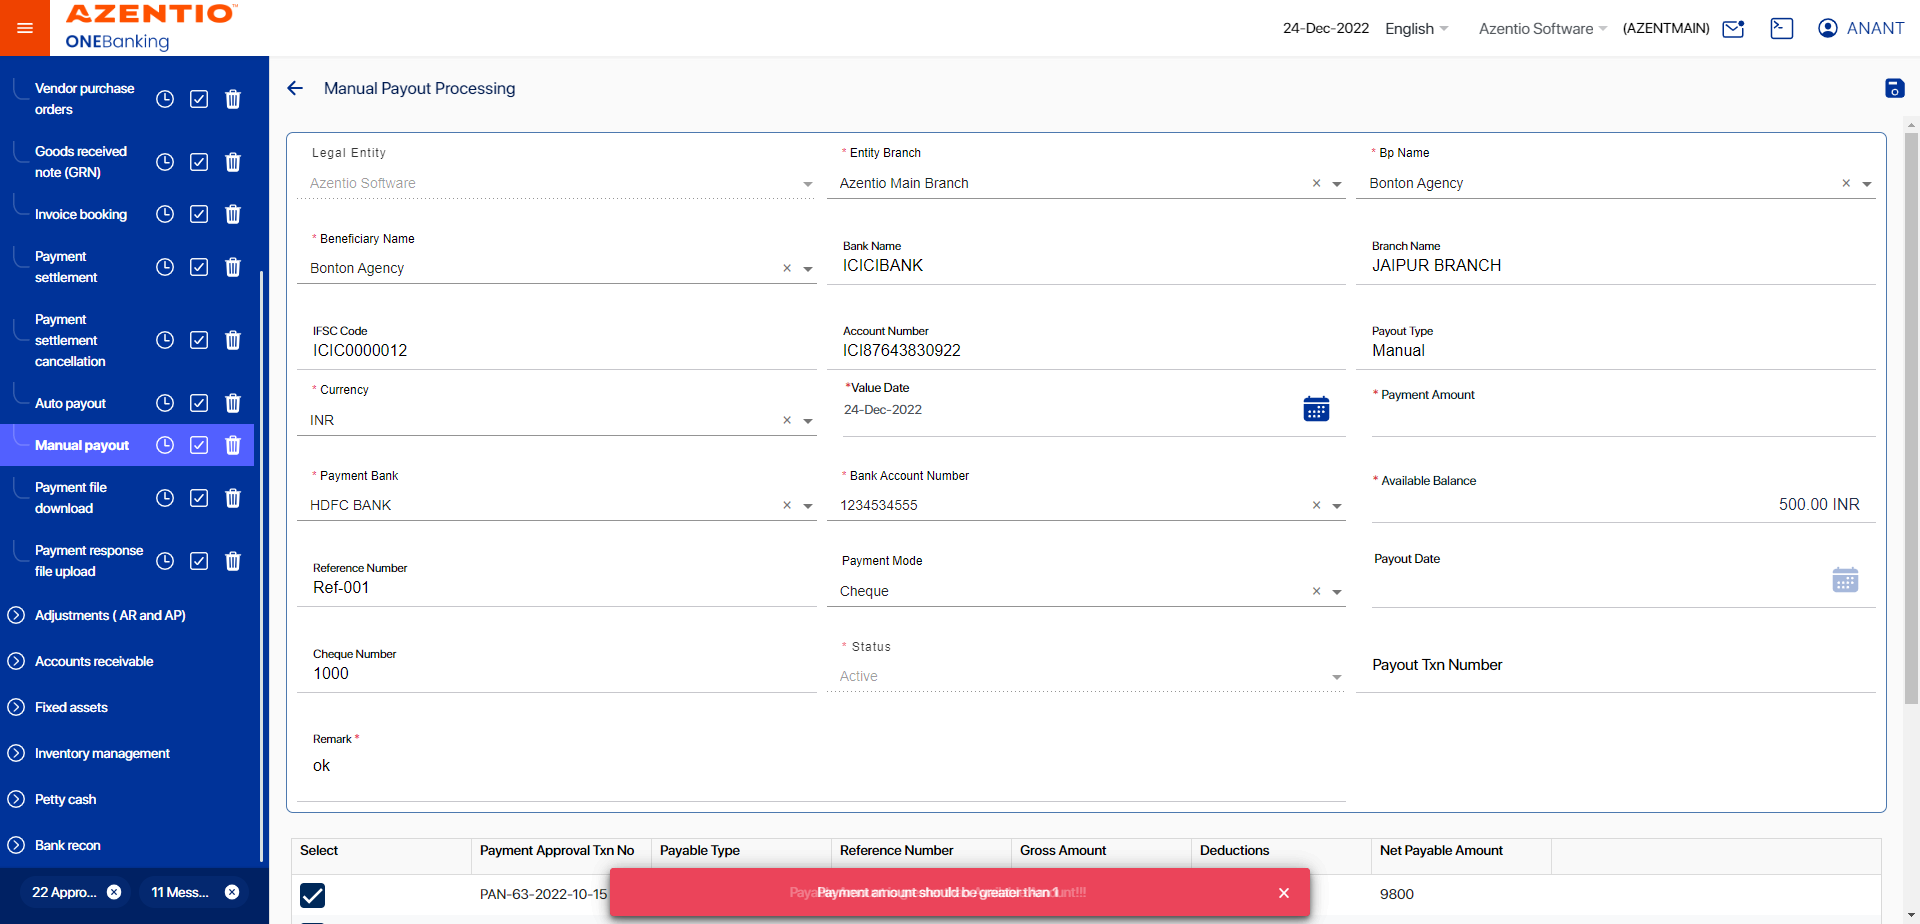 AZENTIO
ONEBanking
24-Dec-2022 English Azentio Software (AZENTMAIN) ANANT
Vendor purchase
orders
Goods received
note (GRN)
Invoice booking
Payment
settlement
Payment
settlement
cancellation
Auto payout
Manual payout
Payment file
download
Payment response
file upload
Adjustments ( AR and AP)
Accounts receivable
Fixed assets
Inventory management
Petty cash
Bank recon
22 Appro... 11 Mess...
Manual Payout Processing
Legal Entity * Entity Branch * Bp Name
Azentio Software Azentio Main Branch Bonton Agency
* Beneficiary Name Bank Name Branch Name
Bonton Agency ICICIBANK JAIPUR BRANCH
IFSC Code Account Number Payout Type
ICIC0000012 ICI87643830922 Manual
* Currency *Value Date * Payment Amount
INR 24-Dec-2022
* Payment Bank * Bank Account Number * Available Balance
HDFC BANK 1234534555 500.00 INR
Reference Number Payment Mode Payout Date
Ref-001 Cheque
Cheque Number * Status Payout Txn Number
1000 Active
Remark *
ok
Select Payment Approval Txn No Payable Type Reference Number Gross Amount Deductions Net Payable Amount
PAN-63-2022-10-15 9800
Payment amount should be greater than 1